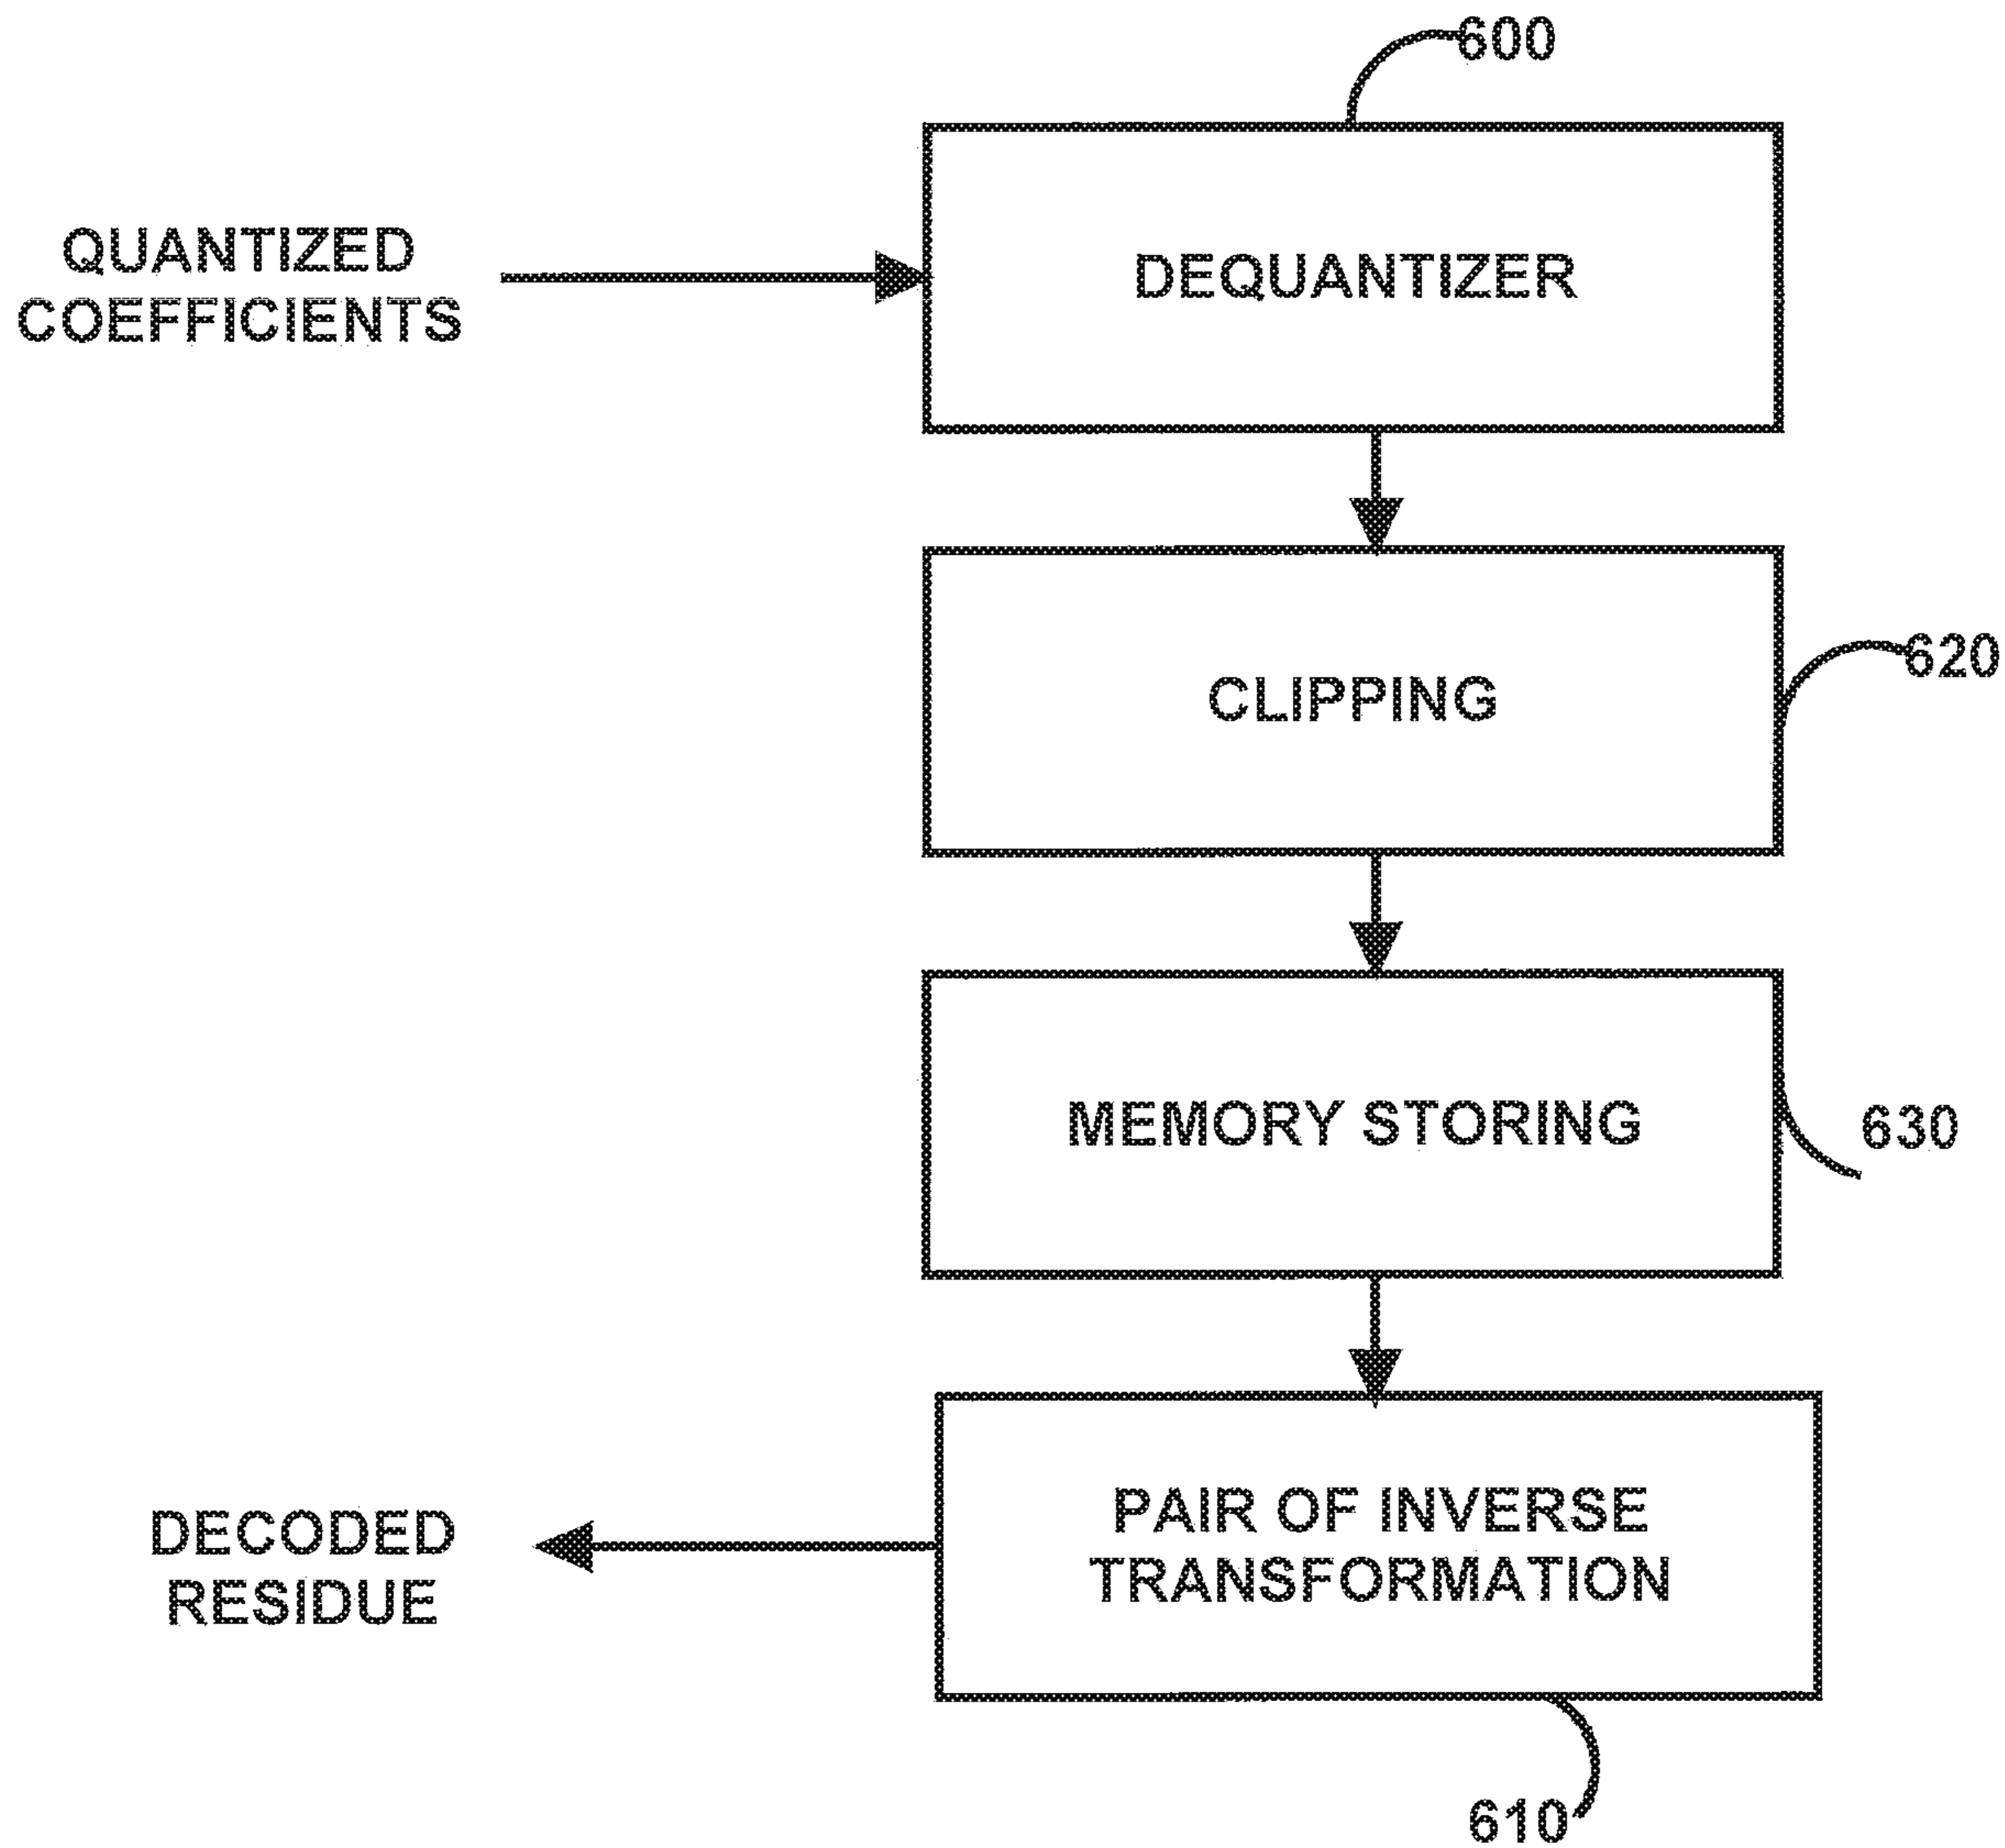 600
QUANTIZED
COEFFICIENTS
DEQUANTIZER
620
CLIPPING
MEMORY STORING
630
PAIR OF INVERSE
TRANSFORMATION
DECODED
RESIDUE
610